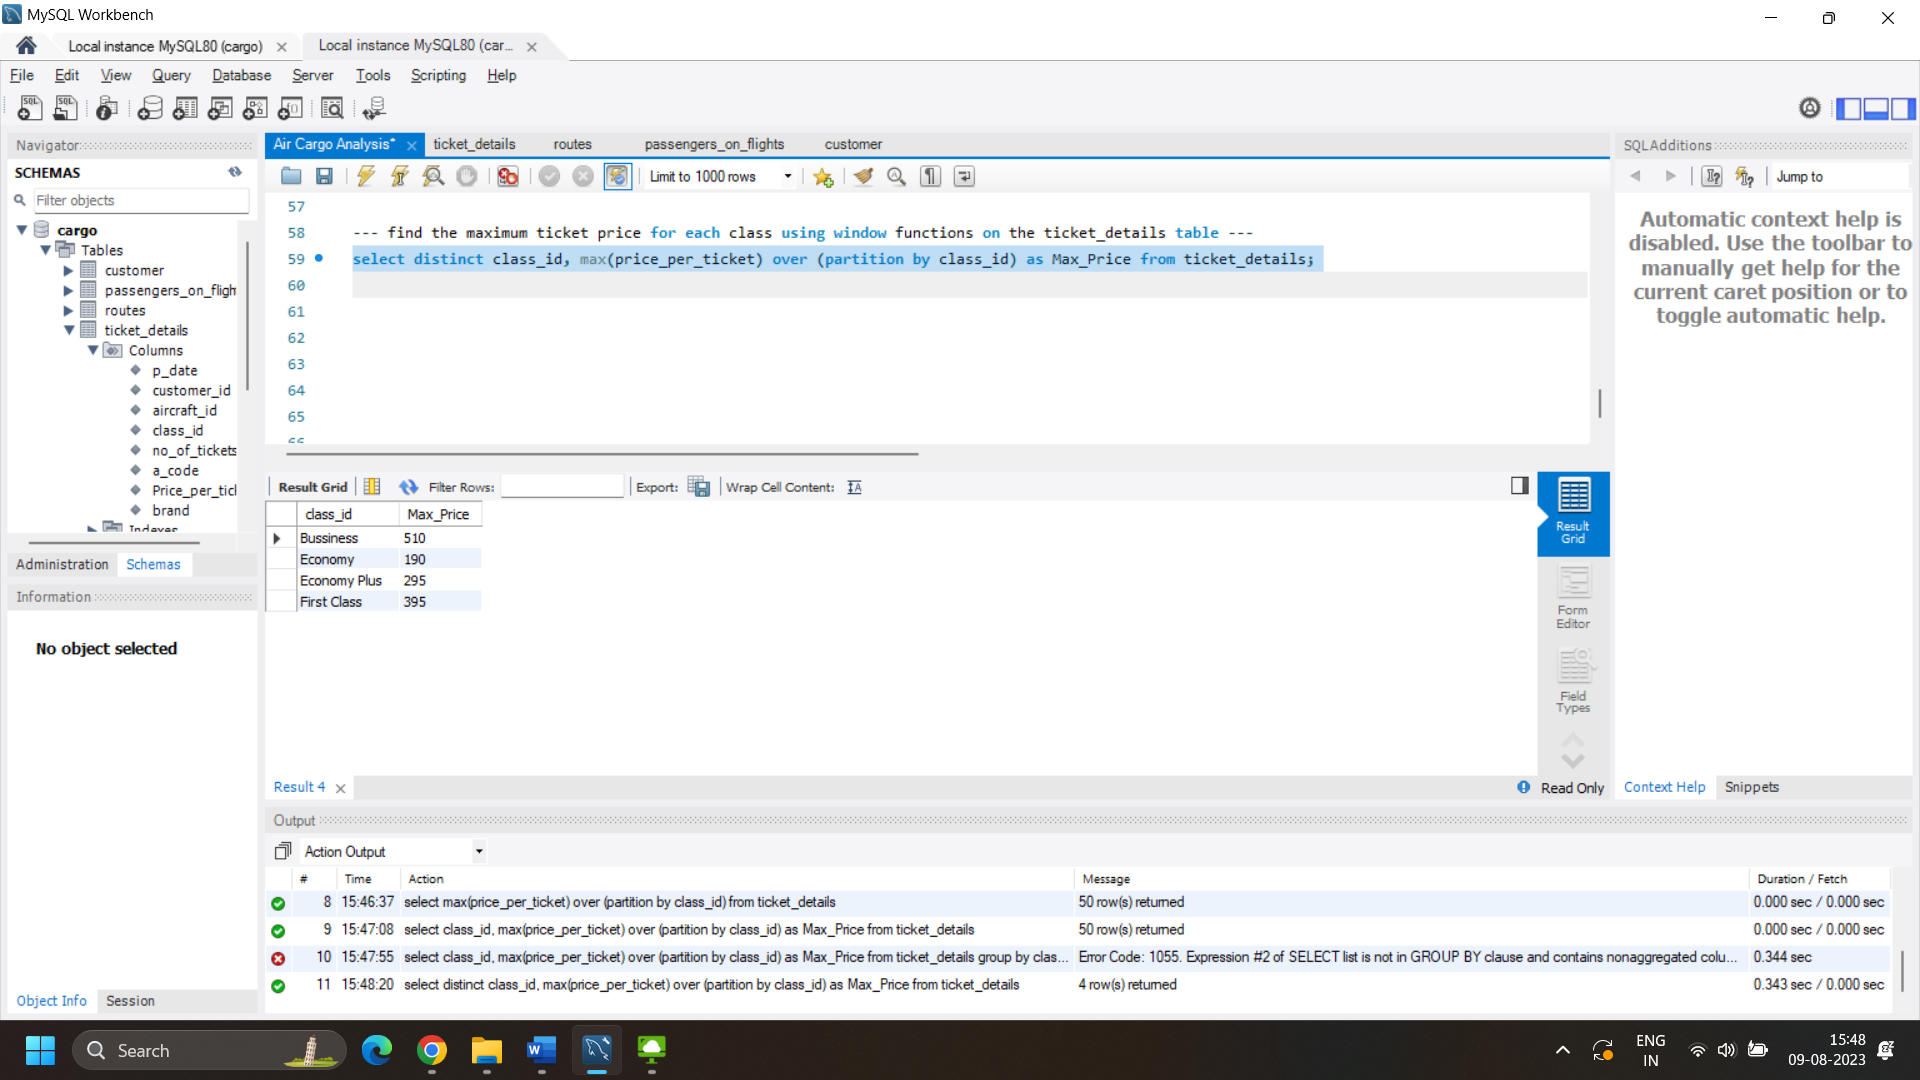 MySQL Workbench
Local instance MySQL80 (cargo)
Local instance MySQL80 (car...
File Edit View Query Database Server Tools Scripting Help
Navigator
SCHEMAS
Filter objects
cargo
Tables
customer
passengers_on_fligh
routes
ticket_details
Columns
p_date
customer_id
aircraft_id
class_id
no_of_tickets
a_code
Price_per_tick
brand
Indexes
Administration Schemas
Information
No object selected
Object Info Session
Air Cargo Analysis* ticket_details routes passengers_on_flights customer
Limit to 1000 rows
57
58 --- find the maximum ticket price for each class using window functions on the ticket_details table ---
59 select distinct class_id, max(price_per_ticket) over (partition by class_id) as Max_Price from ticket_details;
60
61
62
63
64
65
66
Result Grid Filter Rows: Export: Wrap Cell Content:
class_id Max_Price
Bussiness 510
Economy 190
Economy Plus 295
First Class 395
Result Grid
Form Editor
Field Types
Result 4
Read Only
SQLAdditions
Jump to
Automatic context help is
disabled. Use the toolbar to
manually get help for the
current caret position or to
toggle automatic help.
Context Help Snippets
Output
Action Output
# Time Action Message Duration / Fetch
8 15:46:37 select max(price_per_ticket) over (partition by class_id) from ticket_details 50 row(s) returned 0.000 sec / 0.000 sec
9 15:47:08 select class_id, max(price_per_ticket) over (partition by class_id) as Max_Price from ticket_details 50 row(s) returned 0.000 sec / 0.000 sec
10 15:47:55 select class_id, max(price_per_ticket) over (partition by class_id) as Max_Price from ticket_details group by clas... Error Code: 1055. Expression #2 of SELECT list is not in GROUP BY clause and contains nonaggregated colu... 0.344 sec
11 15:48:20 select distinct class_id, max(price_per_ticket) over (partition by class_id) as Max_Price from ticket_details 4 row(s) returned 0.343 sec / 0.000 sec
Search
ENG
IN
15:48
09-08-2023